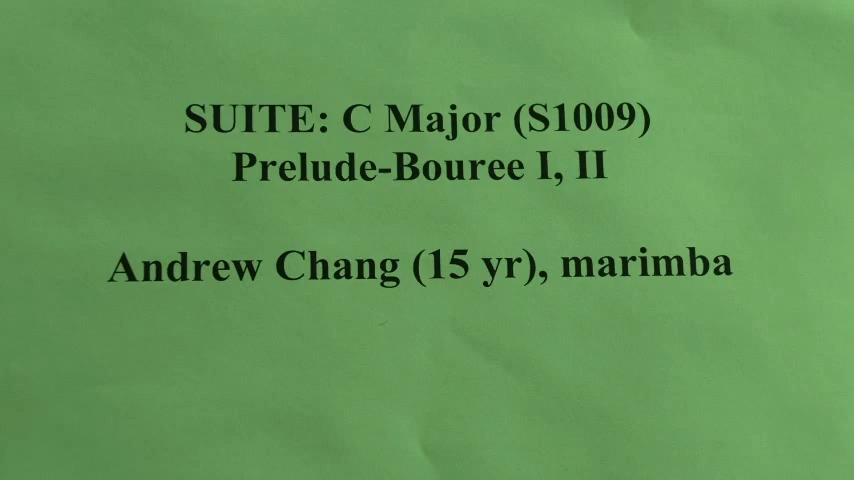 SUITE: C Major (S1009)
Prelude-Bouree I, II
Andrew Chang (15 yr), marimba